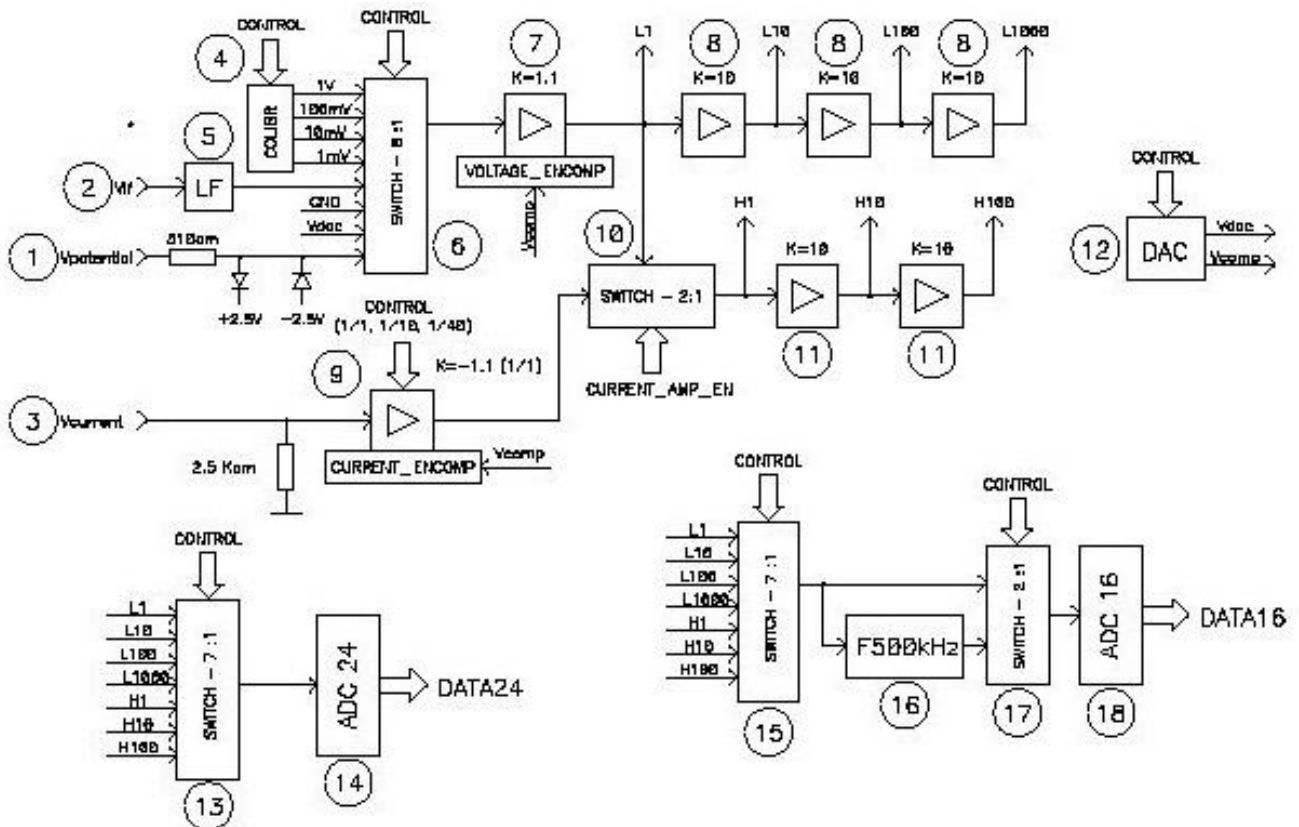 CONTROL
CONTROL
4
7
L1
8
L10
8
L100
8
L1000
1V
K=1.1
K=10
K=10
K=10
100mV
10mV
1mV
COLIBR
5
2
LF
SWITCH - 8:1
VOLTAGE_ENCOMP
CONTROL
GND
Vdac
Vcomp
6
10
H1
H10
H100
1
Vpotential
510om
K=10
K=10
12
DAC
Vdac
Vcomp
SWITCH - 2:1
+2.5V
-2.5V
CONTROL
(1/1, 1/10, 1/40)
11
11
9
K=-1.1 (1/1)
CURRENT_AMP_EN
3
Vcurrent
2.5 Kom
CURRENT_ENCOMP
Vcomp
CONTROL
CONTROL
CONTROL
L1
L10
L100
L1000
H1
H10
H100
SWITCH - 7:1
F500kHz
SWITCH - 2:1
ADC 16
DATA16
15
16
17
18
L1
L10
L100
L1000
H1
H10
H100
SWITCH - 7:1
ADC 24
DATA24
13
14